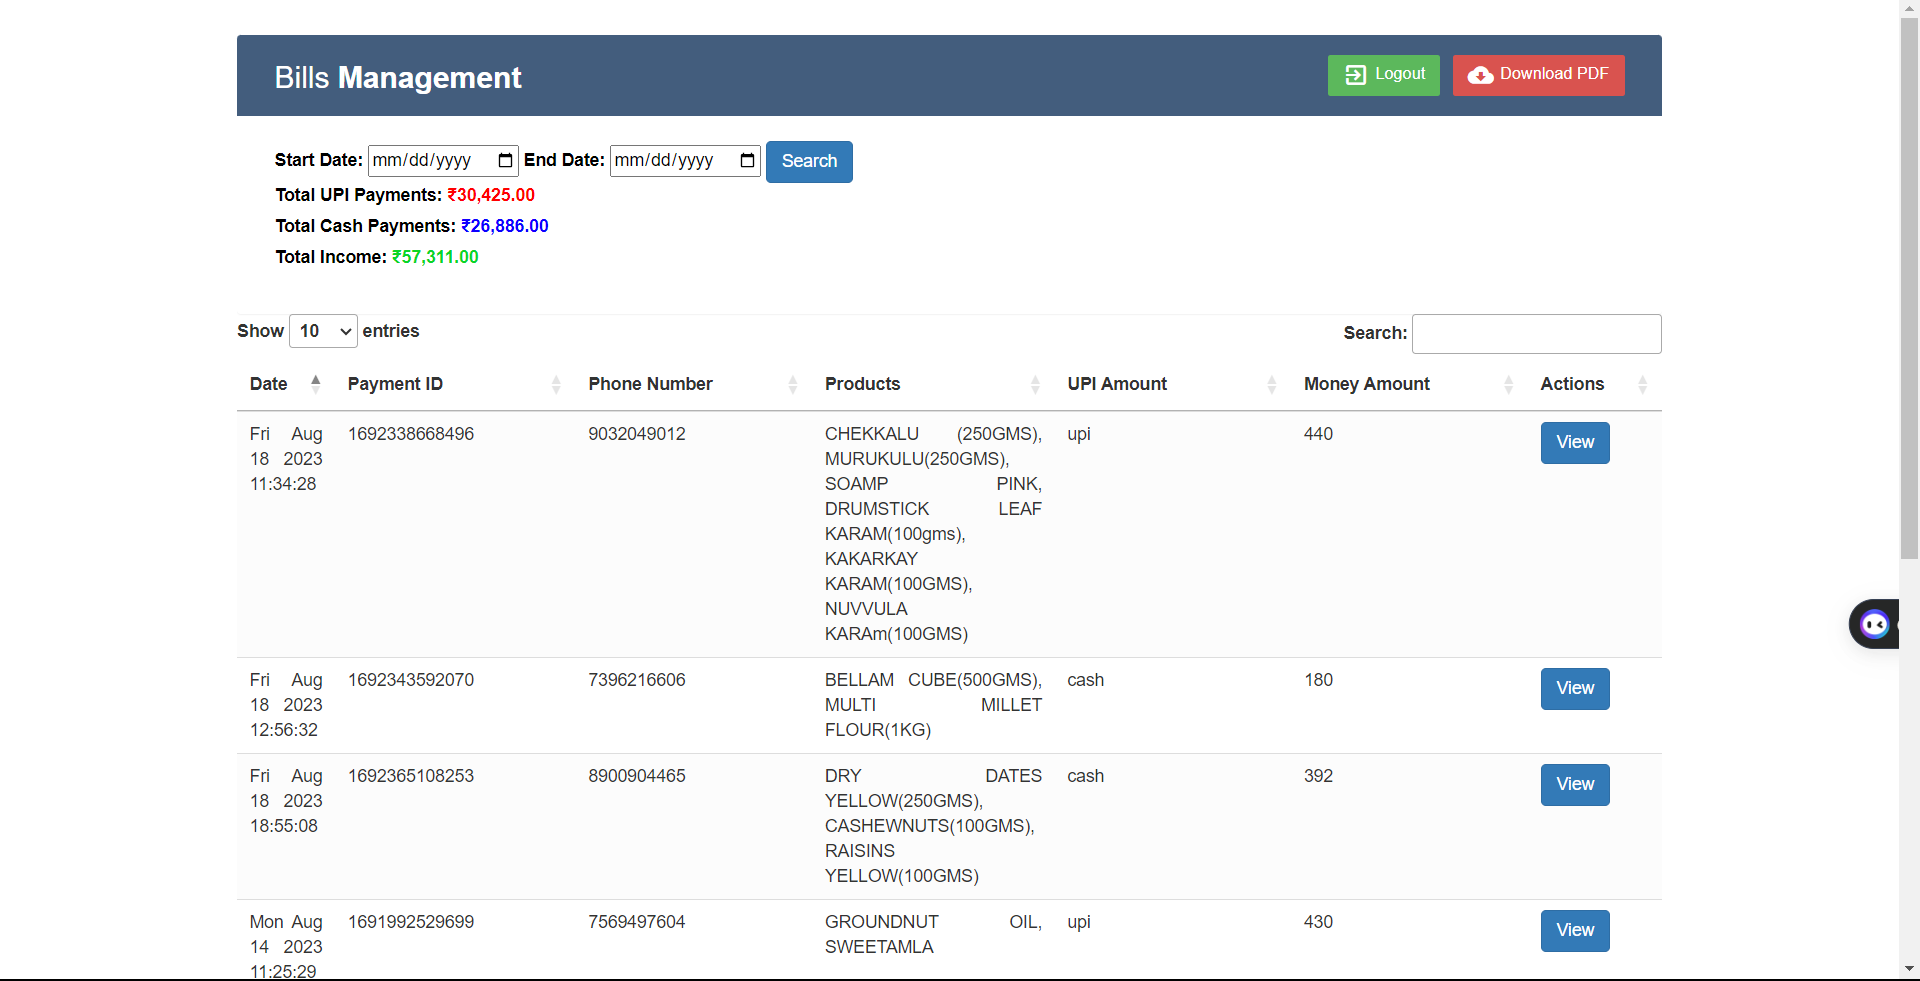 Bills Management
Logout
Download PDF
Start Date: mm/dd/yyyy End Date: mm/dd/yyyy Search
Total UPI Payments: ₹30,425.00
Total Cash Payments: ₹26,886.00
Total Income: ₹57,311.00
Show 10 entries
Search:
Date Payment ID Phone Number Products UPI Amount Money Amount Actions
Fri Aug 1692338668496 9032049012 CHEKKALU (250GMS), upi 440 View
18 2023 MURUKULU(250GMS),
11:34:28 SOAMP PINK,
DRUMSTICK LEAF
KARAM(100gms),
KAKARKAY
KARAM(100GMS),
NUVVULA
KARAm(100GMS)
Fri Aug 1692343592070 7396216606 BELLAM CUBE(500GMS), cash 180 View
18 2023 MULTI MILLET
12:56:32 FLOUR(1KG)
Fri Aug 1692365108253 8900904465 DRY DATES cash 392 View
18 2023 YELLOW(250GMS),
18:55:08 CASHEWNUTS(100GMS),
RAISINS
YELLOW(100GMS)
Mon Aug 1691992529699 7569497604 GROUNDNUT OIL, upi 430 View
14 2023 SWEETAMLA
11:25:29